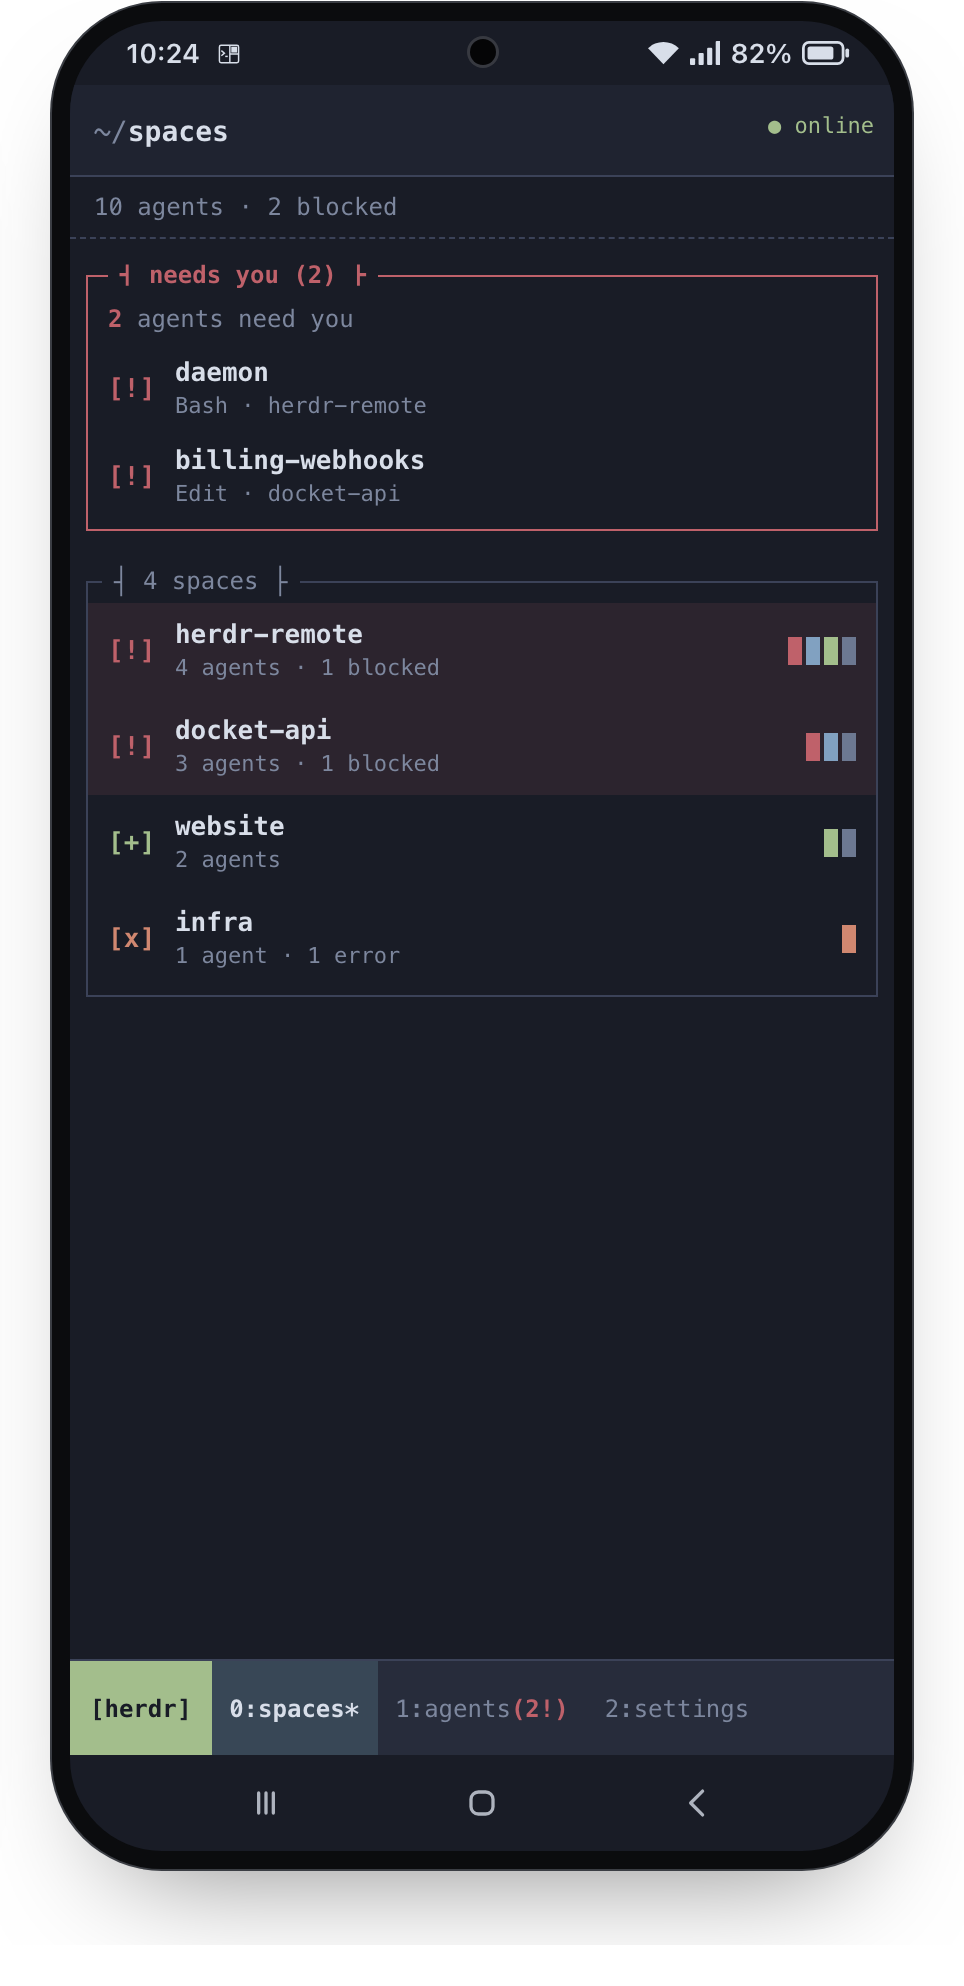 10:24 82%
~/spaces ● online
10 agents · 2 blocked
┤ needs you (2) ├
2 agents need you
[!] daemon
Bash · herdr-remote
[!] billing-webhooks
Edit · docket-api
┤ 4 spaces ├
[!] herdr-remote
4 agents · 1 blocked
[!] docket-api
3 agents · 1 blocked
[+] website
2 agents
[x] infra
1 agent · 1 error
[herdr] 0:spaces* 1:agents(2!) 2:settings